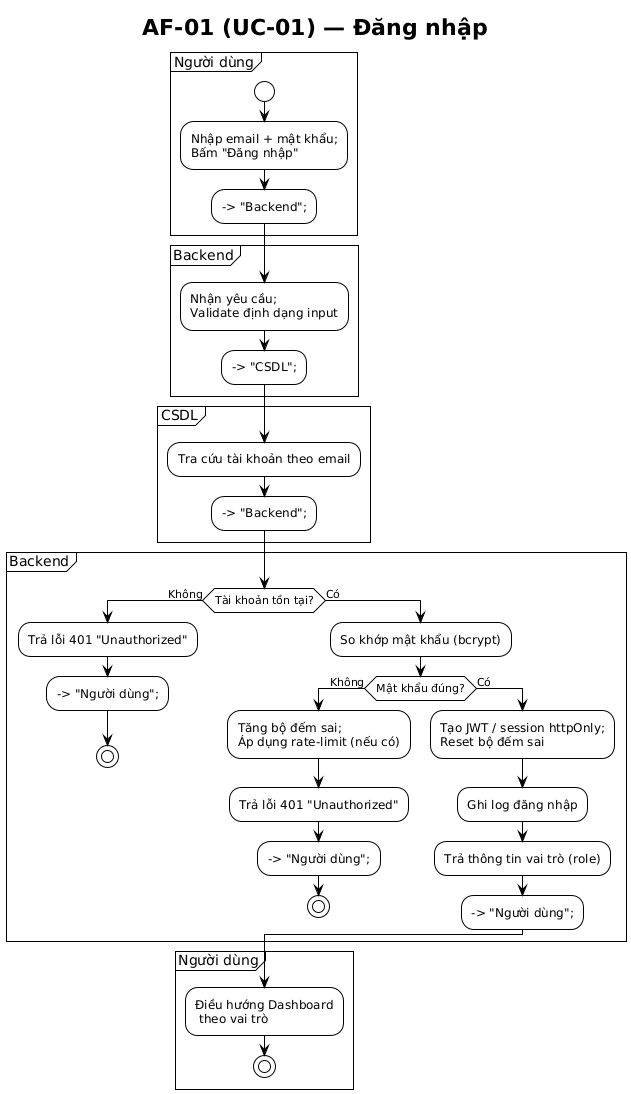 AF-01 (UC-01) — Đăng nhập
Người dùng
Nhập email + mật khẩu;
Bấm "Đăng nhập"
-> "Backend";
Backend
Nhận yêu cầu;
Validate định dạng input
-> "CSDL";
CSDL
Tra cứu tài khoản theo email
-> "Backend";
Backend
Tài khoản tồn tại?
Không
Có
Trả lỗi 401 "Unauthorized"
-> "Người dùng";
So khớp mật khẩu (bcrypt)
Mật khẩu đúng?
Không
Có
Tăng bộ đếm sai;
Áp dụng rate-limit (nếu có)
Trả lỗi 401 "Unauthorized"
-> "Người dùng";
Tạo JWT / session httpOnly;
Reset bộ đếm sai
Ghi log đăng nhập
Trả thông tin vai trò (role)
-> "Người dùng";
Người dùng
Điều hướng Dashboard
theo vai trò